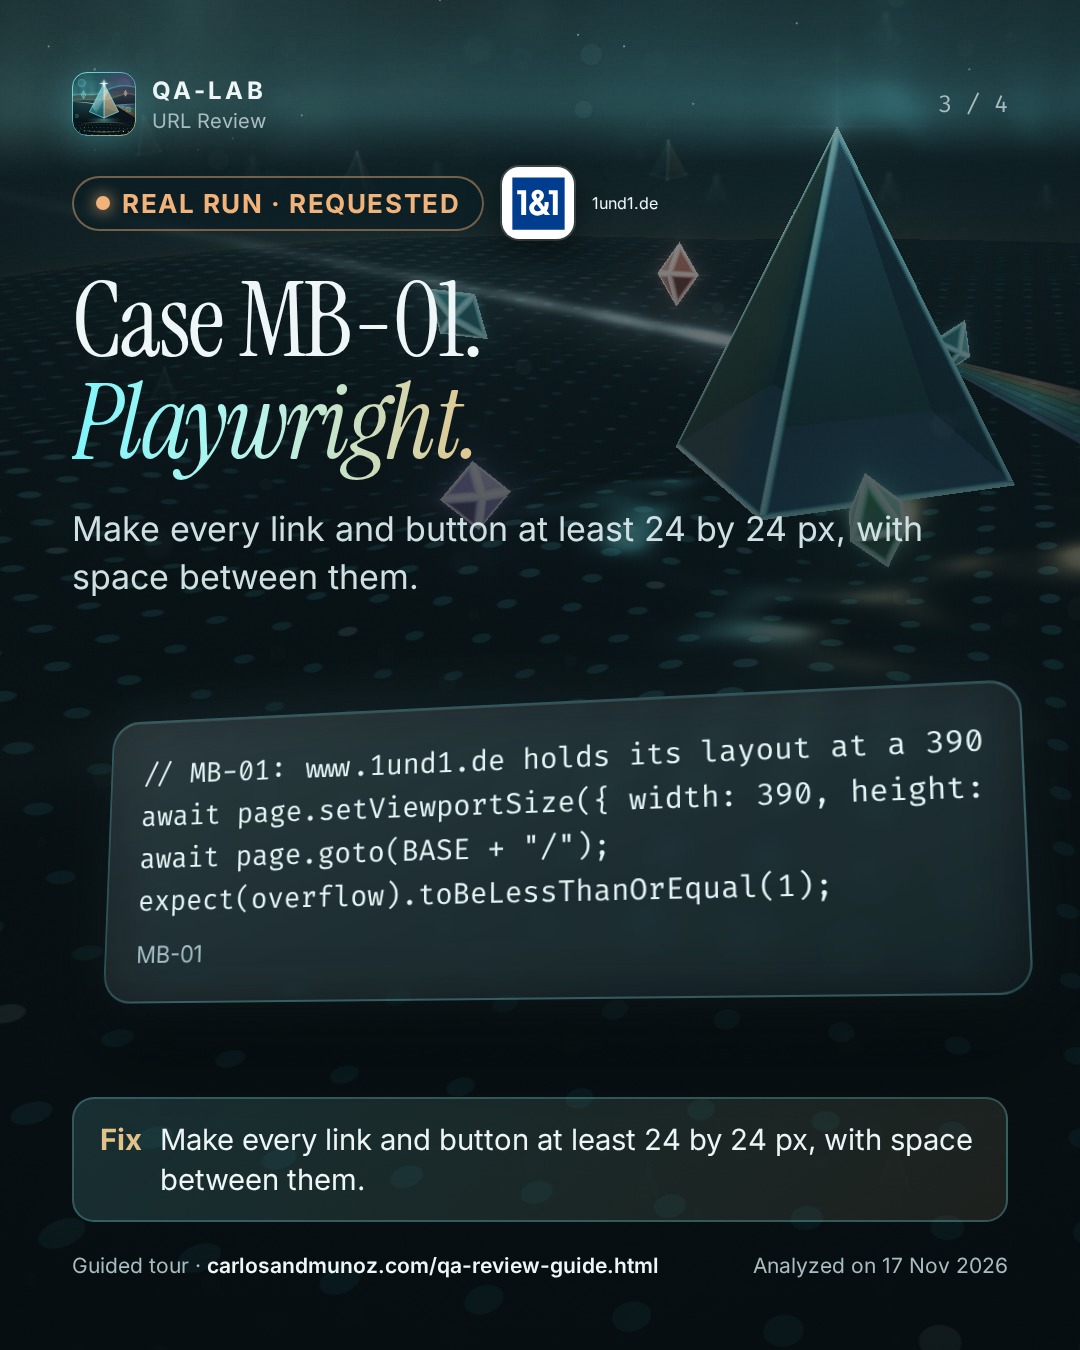 QA-LAB
URL Review
3 / 4
REAL RUN · REQUESTED
1&1
1und1.de
Case MB-01.
Playwright.
Make every link and button at least 24 by 24 px, with
space between them.
// MB-01: www.1und1.de holds its layout at a 390
await page.setViewportSize({ width: 390, height:
await page.goto(BASE + "/");
expect(overflow).toBeLessThanOrEqual(1);
MB-01
Fix Make every link and button at least 24 by 24 px, with space
between them.
Guided tour · carlosandmunoz.com/qa-review-guide.html
Analyzed on 17 Nov 2026